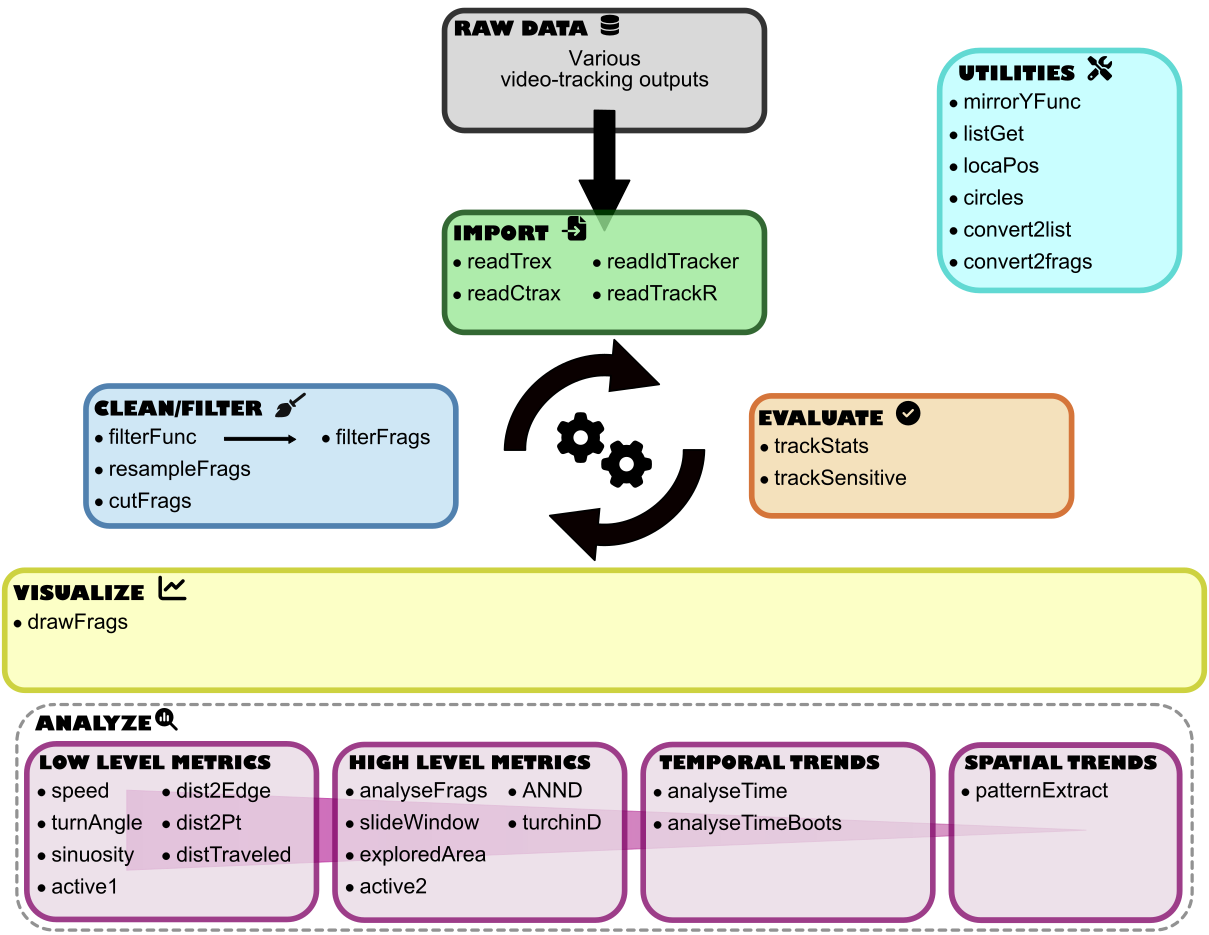 RAW DATA
Various
video-tracking outputs
UTILITIES
• mirrorYFunc
• listGet
• locaPos
• circles
• convert2list
• convert2frags
IMPORT
• readTrex • readIdTracker
• readCtrax • readTrackR
CLEAN/FILTER
• filterFunc • filterFrags
• resampleFrags
• cutFrags
EVALUATE
• trackStats
• trackSensitive
VISUALIZE
• drawFrags
ANALYZE
LOW LEVEL METRICS
• speed • dist2Edge
• turnAngle • dist2Pt
• sinuosity • distTraveled
• active1
HIGH LEVEL METRICS
• analyseFrags • ANND
• slideWindow • turchinD
• exploredArea
• active2
TEMPORAL TRENDS
• analyseTime
• analyseTimeBoots
SPATIAL TRENDS
• patternExtract